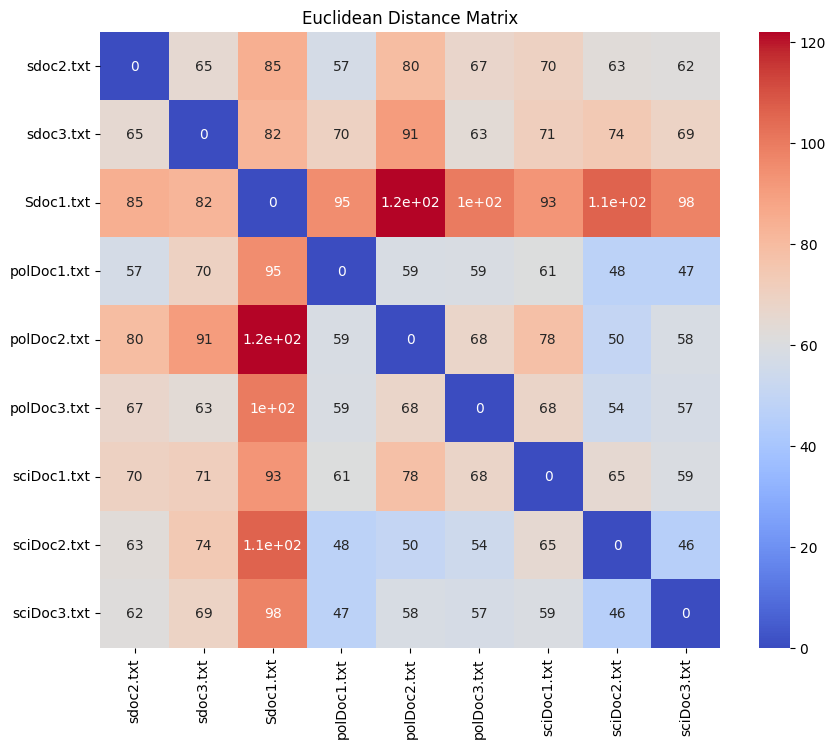 Euclidean Distance Matrix
sdoc2.txt 0 65 85 57 80 67 70 63 62
sdoc3.txt 65 0 82 70 91 63 71 74 69
Sdoc1.txt 85 82 0 95 1.2e+02 1e+02 93 1.1e+02 98
polDoc1.txt 57 70 95 0 59 59 61 48 47
polDoc2.txt 80 91 1.2e+02 59 0 68 78 50 58
polDoc3.txt 67 63 1e+02 59 68 0 68 54 57
sciDoc1.txt 70 71 93 61 78 68 0 65 59
sciDoc2.txt 63 74 1.1e+02 48 50 54 65 0 46
sciDoc3.txt 62 69 98 47 58 57 59 46 0
sdoc2.txt sdoc3.txt Sdoc1.txt polDoc1.txt polDoc2.txt polDoc3.txt sciDoc1.txt sciDoc2.txt sciDoc3.txt
120
100
80
60
40
20
0